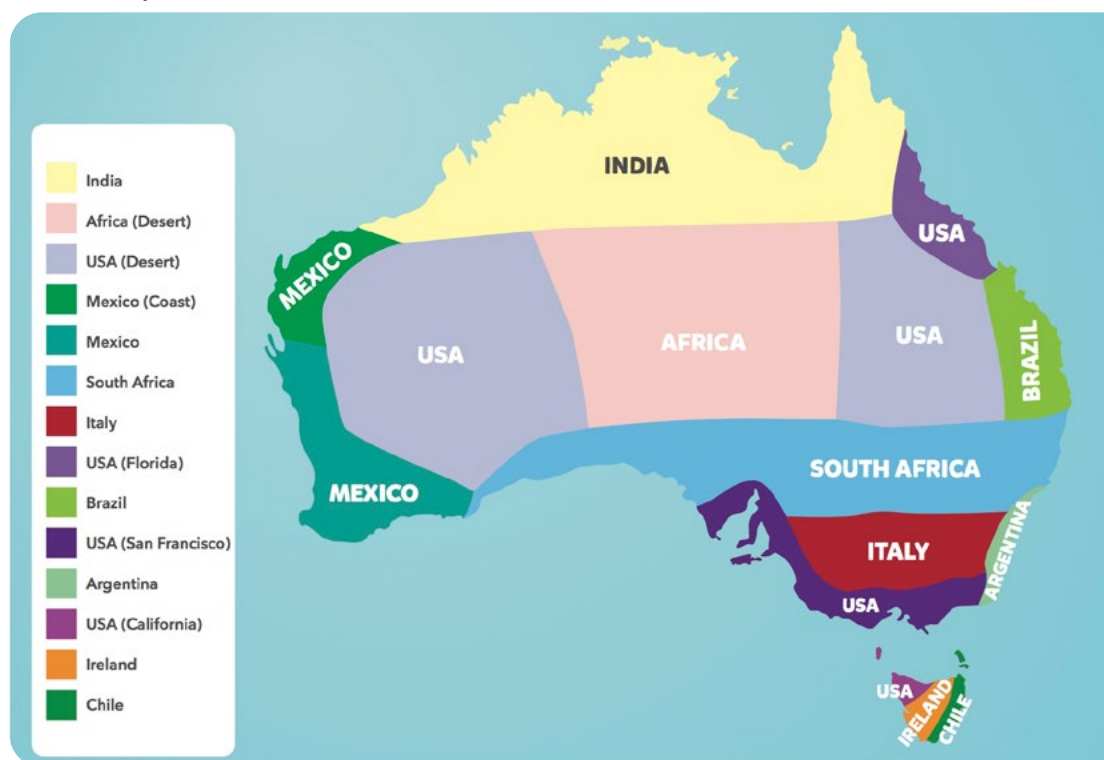 India
Africa (Desert)
USA (Desert)
Mexico (Coast)
Mexico
South Africa
Italy
USA (Florida)
Brazil
USA (San Francisco)
Argentina
USA (California)
Ireland
Chile
INDIA
USA
MEXICO
USA
AFRICA
USA
BRAZIL
SOUTH AFRICA
MEXICO
ITALY
ARGENTINA
USA
USA
IRELAND
CHILE